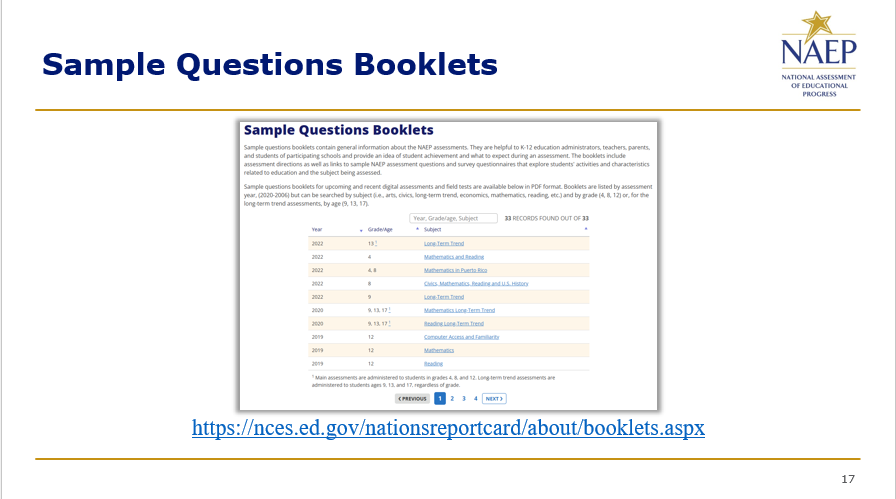 Sample Questions Booklets
NAEP
NATIONAL ASSESSMENT
OF EDUCATIONAL
PROGRESS
Sample Questions Booklets
Sample questions booklets contain general information about the NAEP assessments. They are helpful to K-12 education administrators, teachers, parents,
and students of participating schools and provide an idea of student achievement and what to expect during an assessment. The booklets include
assessment directions as well as links to sample NAEP assessment questions and survey questionnaires that explore students' activities and characteristics
related to education and the subject being assessed.
Sample questions booklets for upcoming and recent digital assessments and field tests are available below in PDF format. Booklets are listed by assessment
year, (2020-2006) but can be searched by subject (i.e., arts, civics, long-term trend, economics, mathematics, reading, etc.) and by grade (4, 8, 12) or, for the
long-term trend assessments, by age (9, 13, 17).
Year, Grade/age, Subject 33 RECORDS FOUND OUT OF 33
Year Grade/Age Subject
2022 13 ¹ Long-Term Trend
2022 4 Mathematics and Reading
2022 4, 8 Mathematics in Puerto Rico
2022 8 Civics, Mathematics, Reading and U.S. History
2022 9 Long-Term Trend
2020 9, 13, 17 ¹ Mathematics Long-Term Trend
2020 9, 13, 17 ¹ Reading Long-Term Trend
2019 12 Computer Access and Familiarity
2019 12 Mathematics
2019 12 Reading
¹ Main assessments are administered to students in grades 4, 8, and 12. Long-term trend assessments are
administered to students ages 9, 13, and 17, regardless of grade.
‹ PREVIOUS 1 2 3 4 NEXT ›
https://nces.ed.gov/nationsreportcard/about/booklets.aspx
17